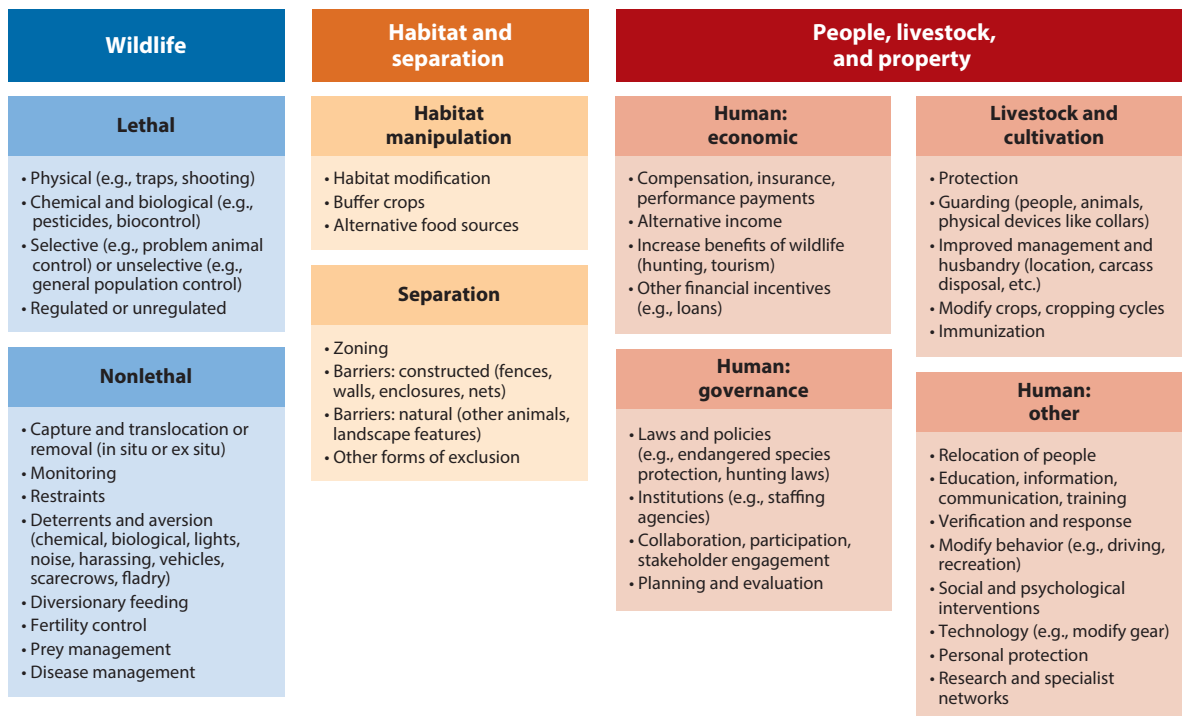 Wildlife
Lethal
• Physical (e.g., traps, shooting)
• Chemical and biological (e.g.,
pesticides, biocontrol)
• Selective (e.g., problem animal
control) or unselective (e.g.,
general population control)
• Regulated or unregulated
Nonlethal
• Capture and translocation or
removal (in situ or ex situ)
• Monitoring
• Restraints
• Deterrents and aversion
(chemical, biological, lights,
noise, harassing, vehicles,
scarecrows, fladry)
• Diversionary feeding
• Fertility control
• Prey management
• Disease management
Habitat and
separation
Habitat
manipulation
• Habitat modification
• Buffer crops
• Alternative food sources
Separation
• Zoning
• Barriers: constructed (fences,
walls, enclosures, nets)
• Barriers: natural (other animals,
landscape features)
• Other forms of exclusion
People, livestock,
and property
Human:
economic
• Compensation, insurance,
performance payments
• Alternative income
• Increase benefits of wildlife
(hunting, tourism)
• Other financial incentives
(e.g., loans)
Human:
governance
• Laws and policies
(e.g., endangered species
protection, hunting laws)
• Institutions (e.g., staffing
agencies)
• Collaboration, participation,
stakeholder engagement
• Planning and evaluation
Livestock and
cultivation
• Protection
• Guarding (people, animals,
physical devices like collars)
• Improved management and
husbandry (location, carcass
disposal, etc.)
• Modify crops, cropping cycles
• Immunization
Human:
other
• Relocation of people
• Education, information,
communication, training
• Verification and response
• Modify behavior (e.g., driving,
recreation)
• Social and psychological
interventions
• Technology (e.g., modify gear)
• Personal protection
• Research and specialist
networks